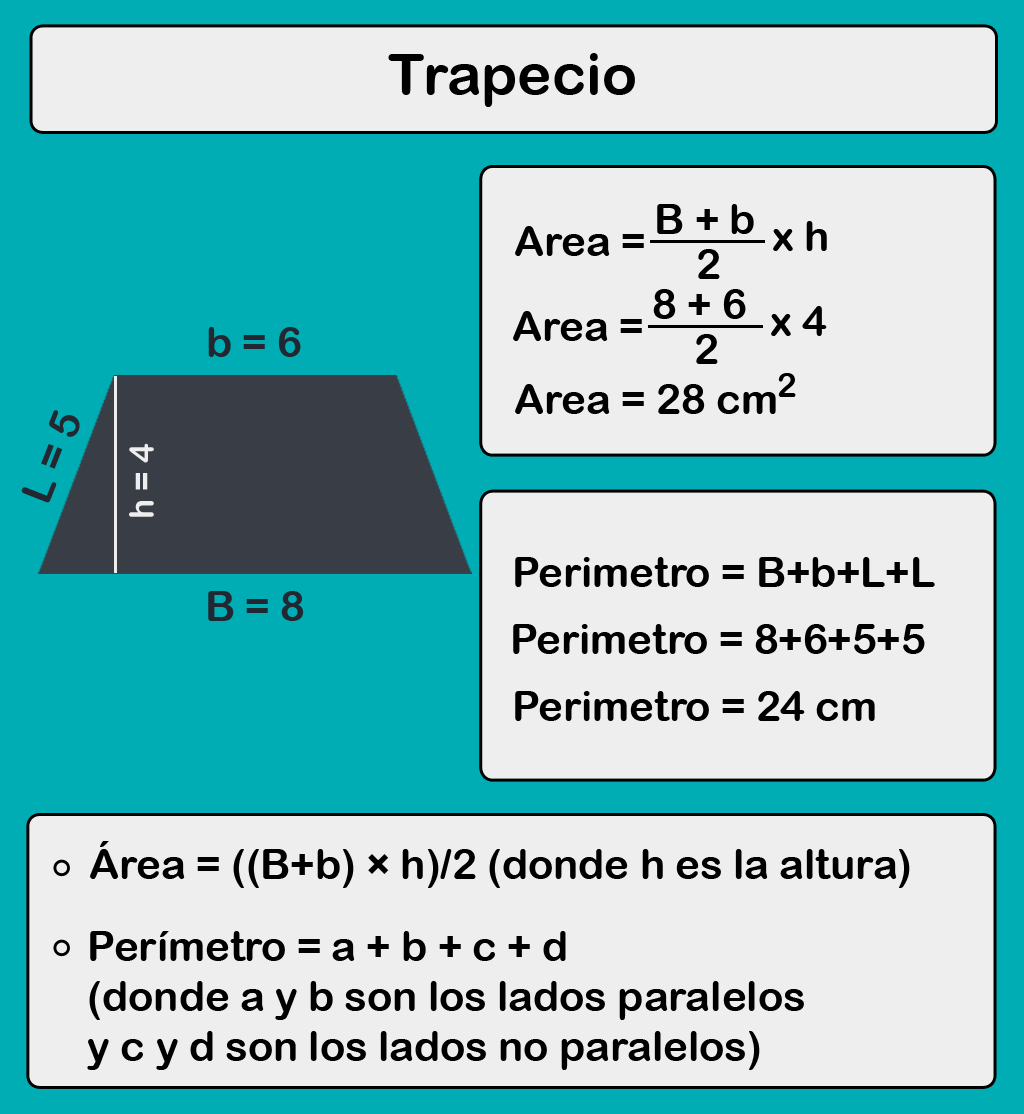 Trapecio
Area = B + b / 2 x h
Area = 8 + 6 / 2 x 4
Area = 28 cm²
b = 6
L = 5
h = 4
B = 8
Perimetro = B+b+L+L
Perimetro = 8+6+5+5
Perimetro = 24 cm
Área = ((B+b) × h)/2 (donde h es la altura)
Perímetro = a + b + c + d
(donde a y b son los lados paralelos
y c y d son los lados no paralelos)